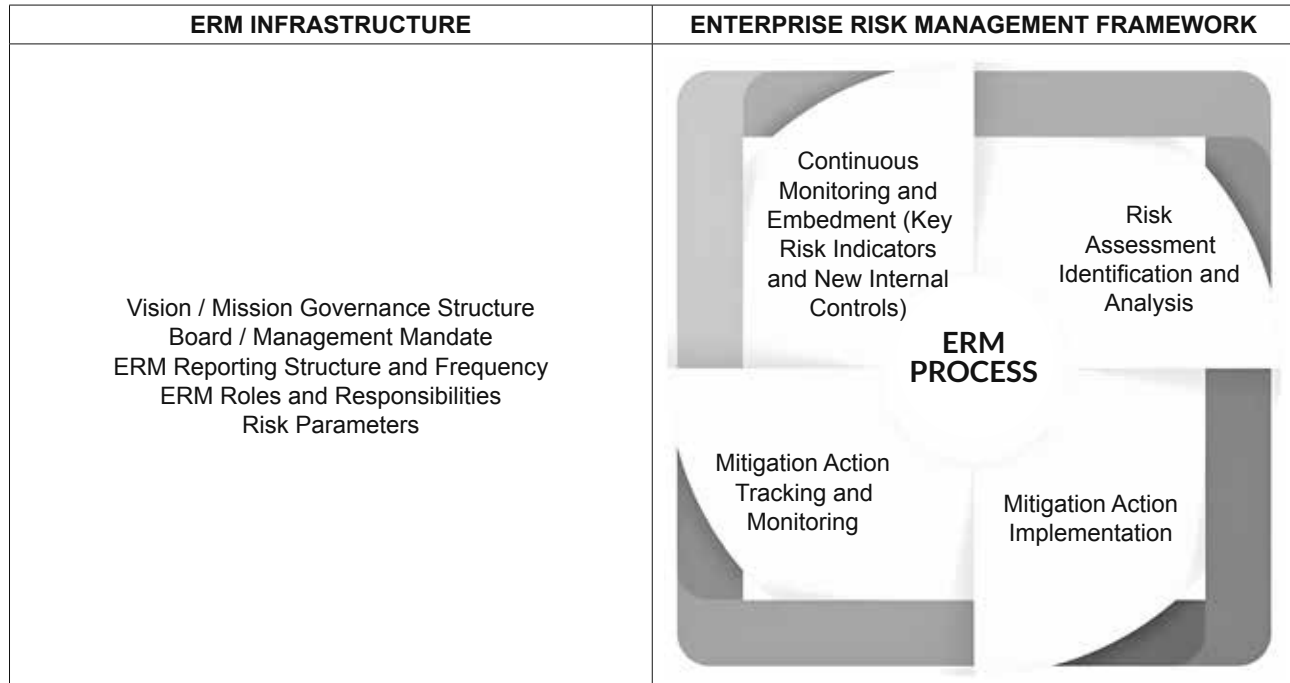 ERM INFRASTRUCTURE
ENTERPRISE RISK MANAGEMENT FRAMEWORK
Vision / Mission Governance Structure
Board / Management Mandate
ERM Reporting Structure and Frequency
ERM Roles and Responsibilities
Risk Parameters
Continuous
Monitoring and
Embedment (Key
Risk Indicators
and New Internal
Controls)
Risk
Assessment
Identification and
Analysis
ERM
PROCESS
Mitigation Action
Tracking and
Monitoring
Mitigation Action
Implementation